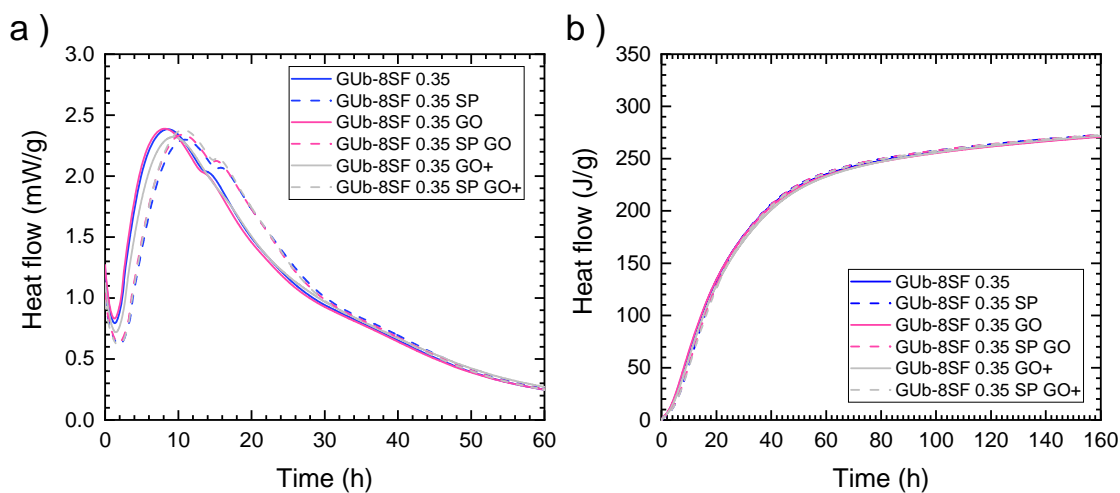 a )
3.0
2.5
2.0
1.5
1.0
0.5
0.0
Heat flow (mW/g)
GUb-8SF 0.35
GUb-8SF 0.35 SP
GUb-8SF 0.35 GO
GUb-8SF 0.35 SP GO
GUb-8SF 0.35 GO+
GUb-8SF 0.35 SP GO+
0 10 20 30 40 50 60
Time (h)
b )
350
300
250
200
150
100
50
0
Heat flow (J/g)
GUb-8SF 0.35
GUb-8SF 0.35 SP
GUb-8SF 0.35 GO
GUb-8SF 0.35 SP GO
GUb-8SF 0.35 GO+
GUb-8SF 0.35 SP GO+
0 20 40 60 80 100 120 140 160
Time (h)